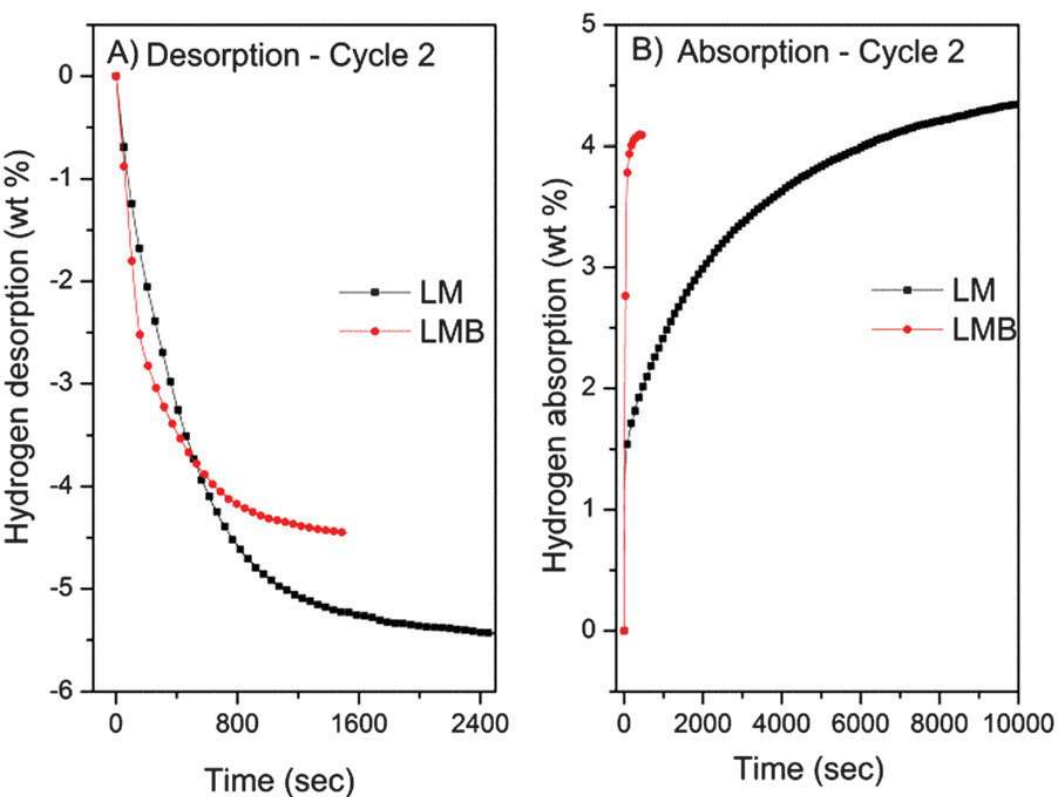 A) Desorption - Cycle 2
Hydrogen desorption (wt %)
0
-1
-2
-3
-4
-5
-6
LM
LMB
0 800 1600 2400
Time (sec)
B) Absorption - Cycle 2
Hydrogen absorption (wt %)
5
4
3
2
1
0
LM
LMB
0 2000 4000 6000 8000 10000
Time (sec)